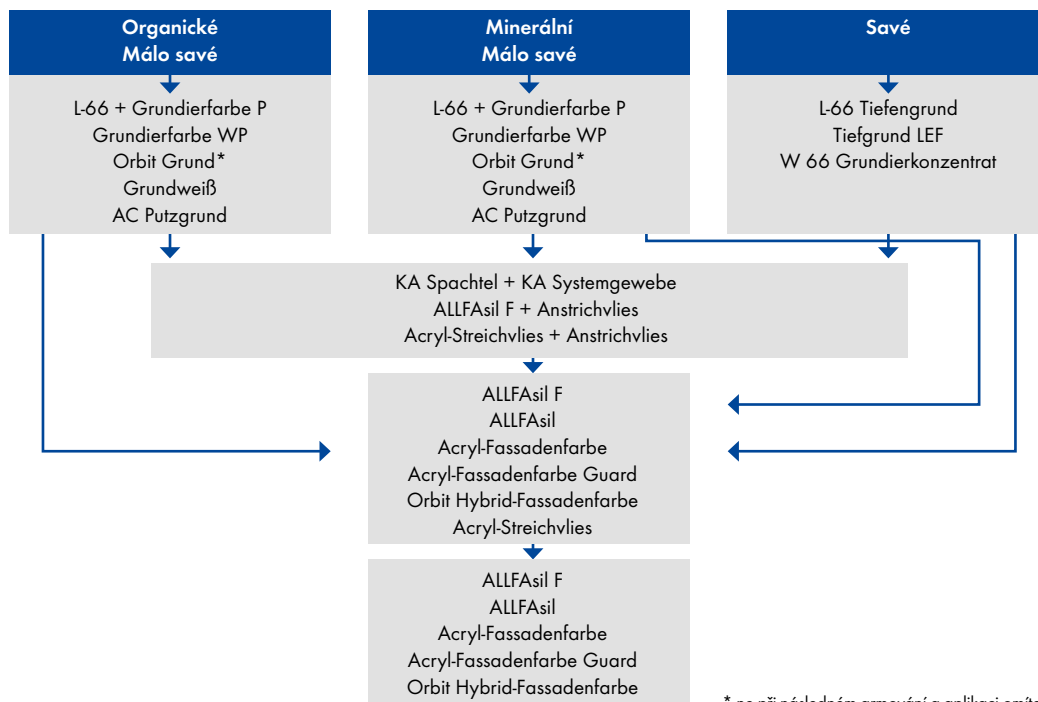 Organické
Málo savé
L-66 + Grundierfarbe P
Grundierfarbe WP
Orbit Grund*
Grundweiß
AC Putzgrund
Minerální
Málo savé
L-66 + Grundierfarbe P
Grundierfarbe WP
Orbit Grund*
Grundweiß
AC Putzgrund
Savé
L-66 Tiefengrund
Tiefgrund LEF
W 66 Grundierkonzentrat
KA Spachtel + KA Systemgewebe
ALLFAsil F + Anstrichvlies
Acryl-Streichvlies + Anstrichvlies
ALLFAsil F
ALLFAsil
Acryl-Fassadenfarbe
Acryl-Fassadenfarbe Guard
Orbit Hybrid-Fassadenfarbe
Acryl-Streichvlies
ALLFAsil F
ALLFAsil
Acryl-Fassadenfarbe
Acryl-Fassadenfarbe Guard
Orbit Hybrid-Fassadenfarbe